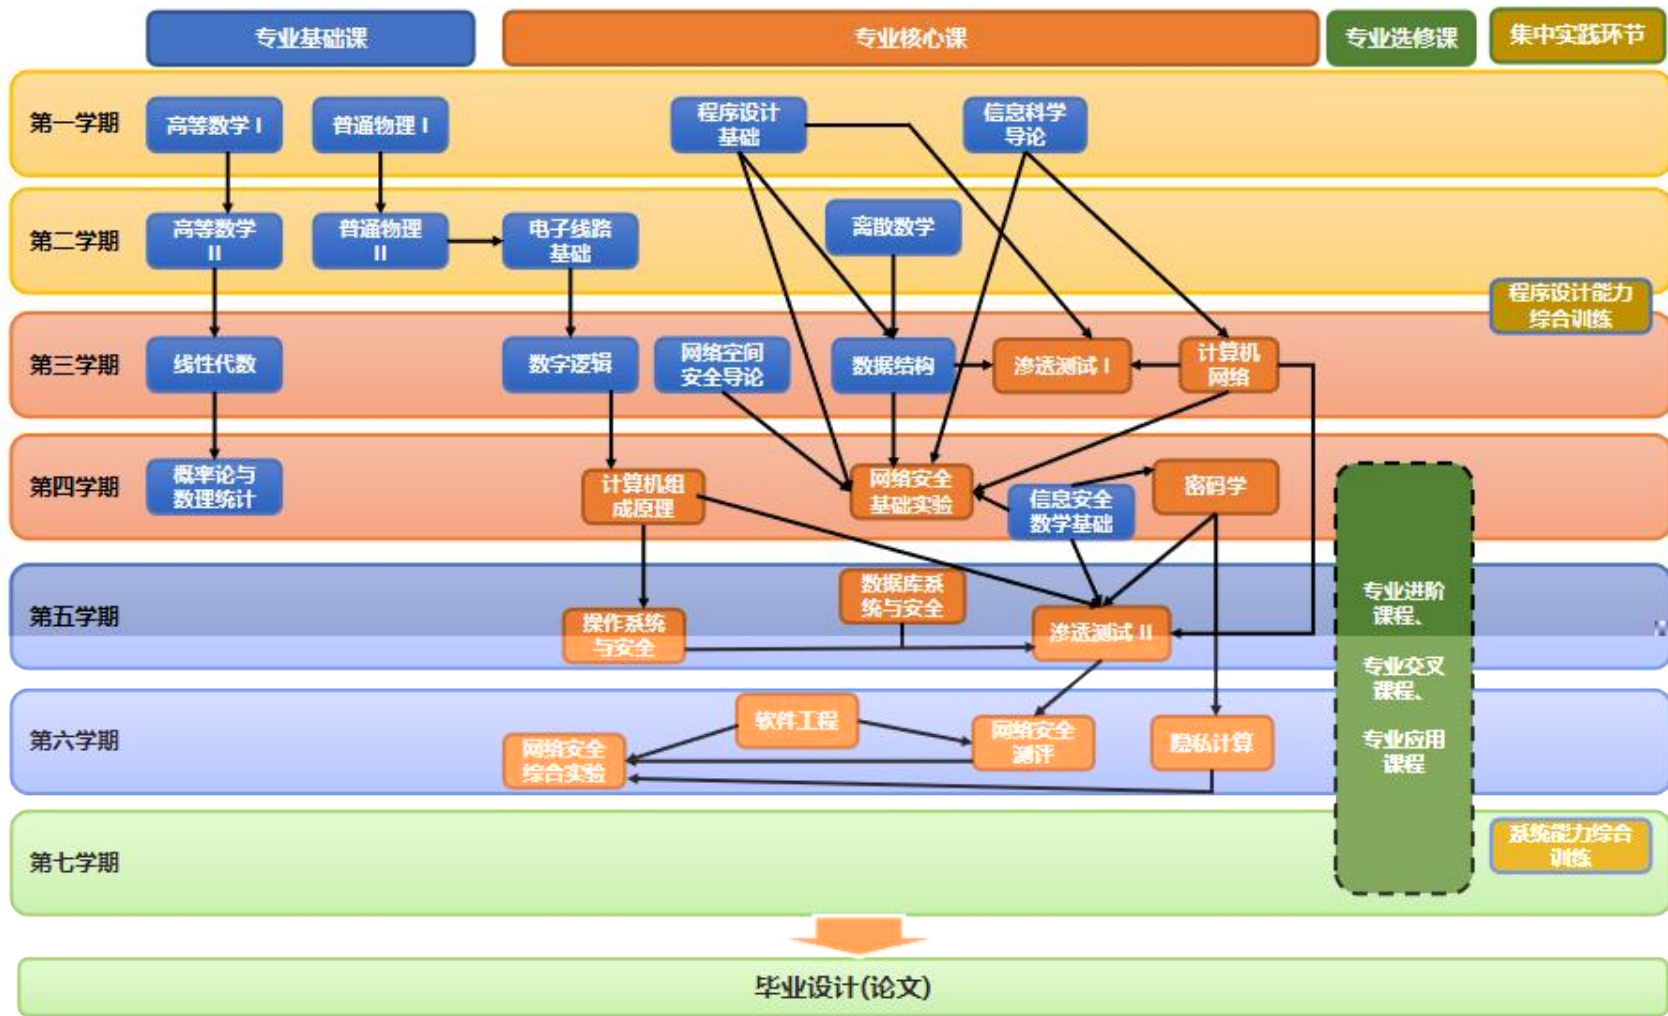 专业基础课
专业核心课
专业选修课
集中实践环节
第一学期
高等数学 I
普通物理 I
程序设计
基础
信息科学
导论
第二学期
高等数学
II
普通物理
II
电子线路
基础
离散数学
程序设计能力
综合训练
第三学期
线性代数
数字逻辑
网络空间
安全导论
数据结构
渗透测试 I
计算机
网络
第四学期
概率论与
数理统计
计算机组
成原理
网络安全
基础实验
信息安全
数学基础
密码学
第五学期
操作系统
与安全
数据库系
统与安全
渗透测试 II
专业进阶
课程、
专业交叉
课程、
专业应用
课程
第六学期
网络安全
综合实验
软件工程
网络安全
测评
隐私计算
第七学期
系统能力综合
训练
毕业设计(论文)